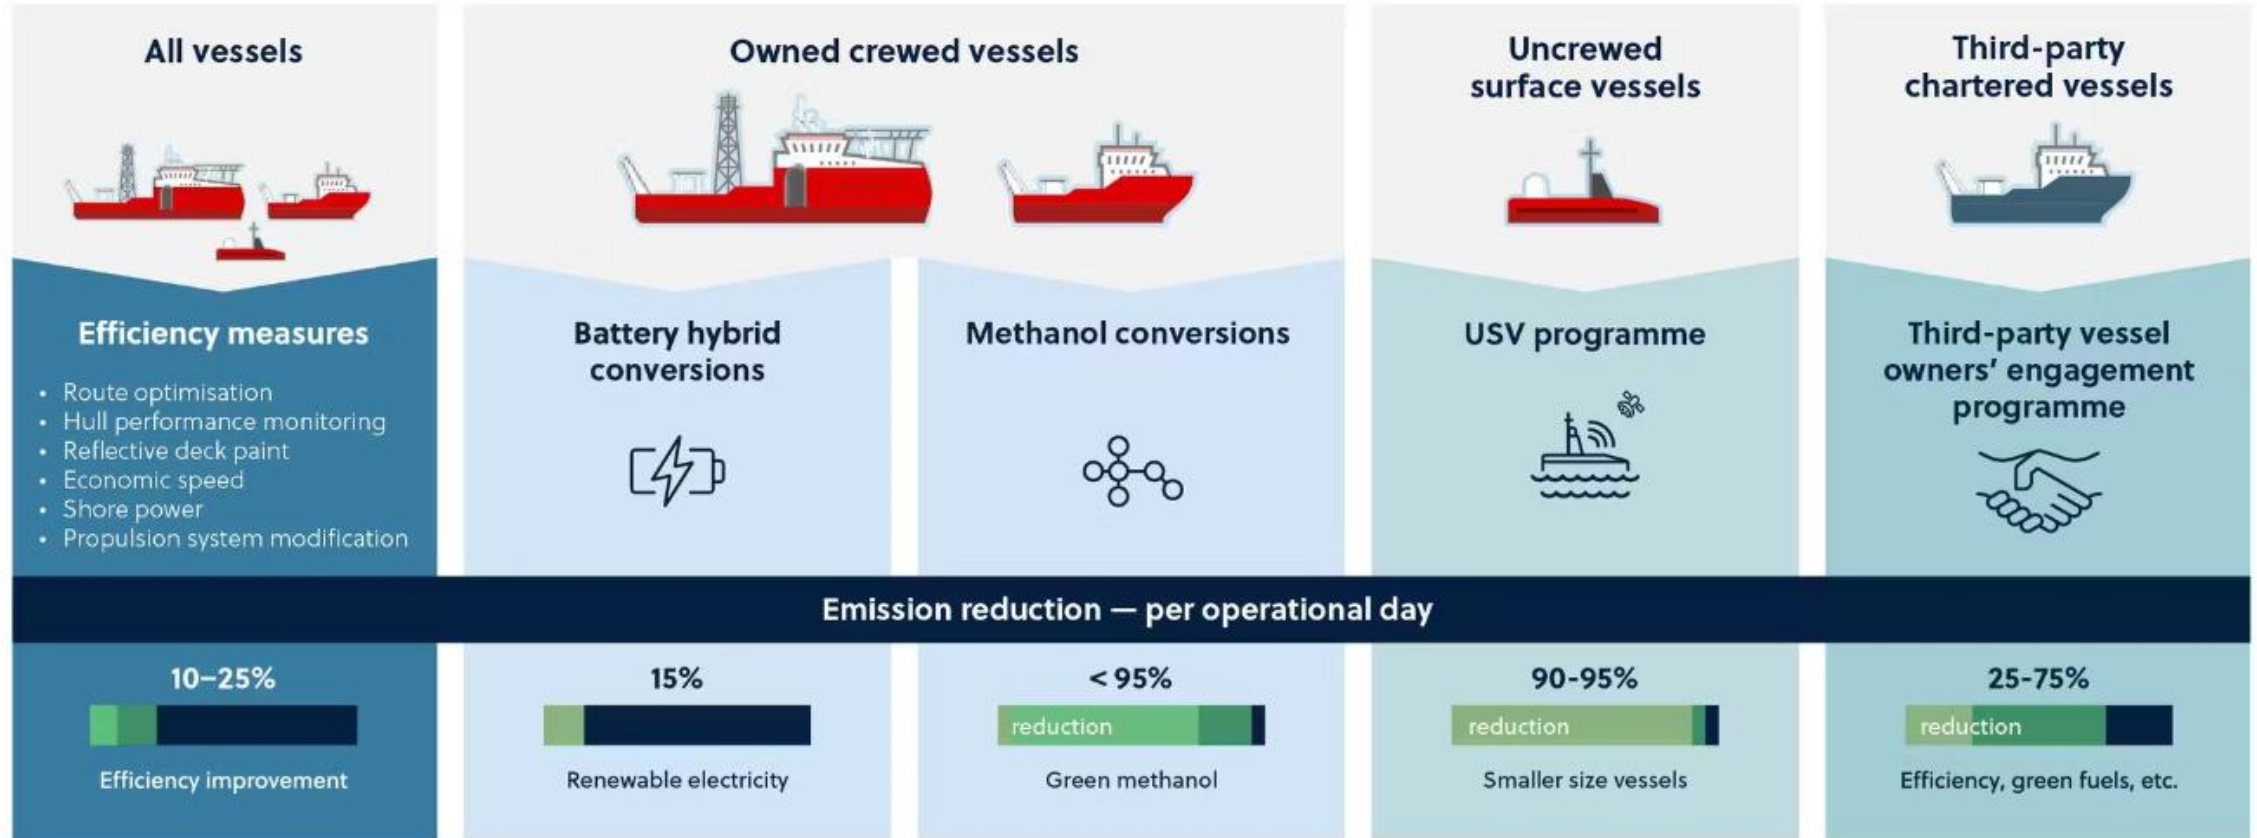 All vessels
Owned crewed vessels
Uncrewed
surface vessels
Third-party
chartered vessels
Efficiency measures
• Route optimisation
• Hull performance monitoring
• Reflective deck paint
• Economic speed
• Shore power
• Propulsion system modification
Battery hybrid
conversions
Methanol conversions
USV programme
Third-party vessel
owners’ engagement
programme
Emission reduction — per operational day
10–25%
Efficiency improvement
15%
Renewable electricity
< 95%
reduction
Green methanol
90-95%
reduction
Smaller size vessels
25-75%
reduction
Efficiency, green fuels, etc.